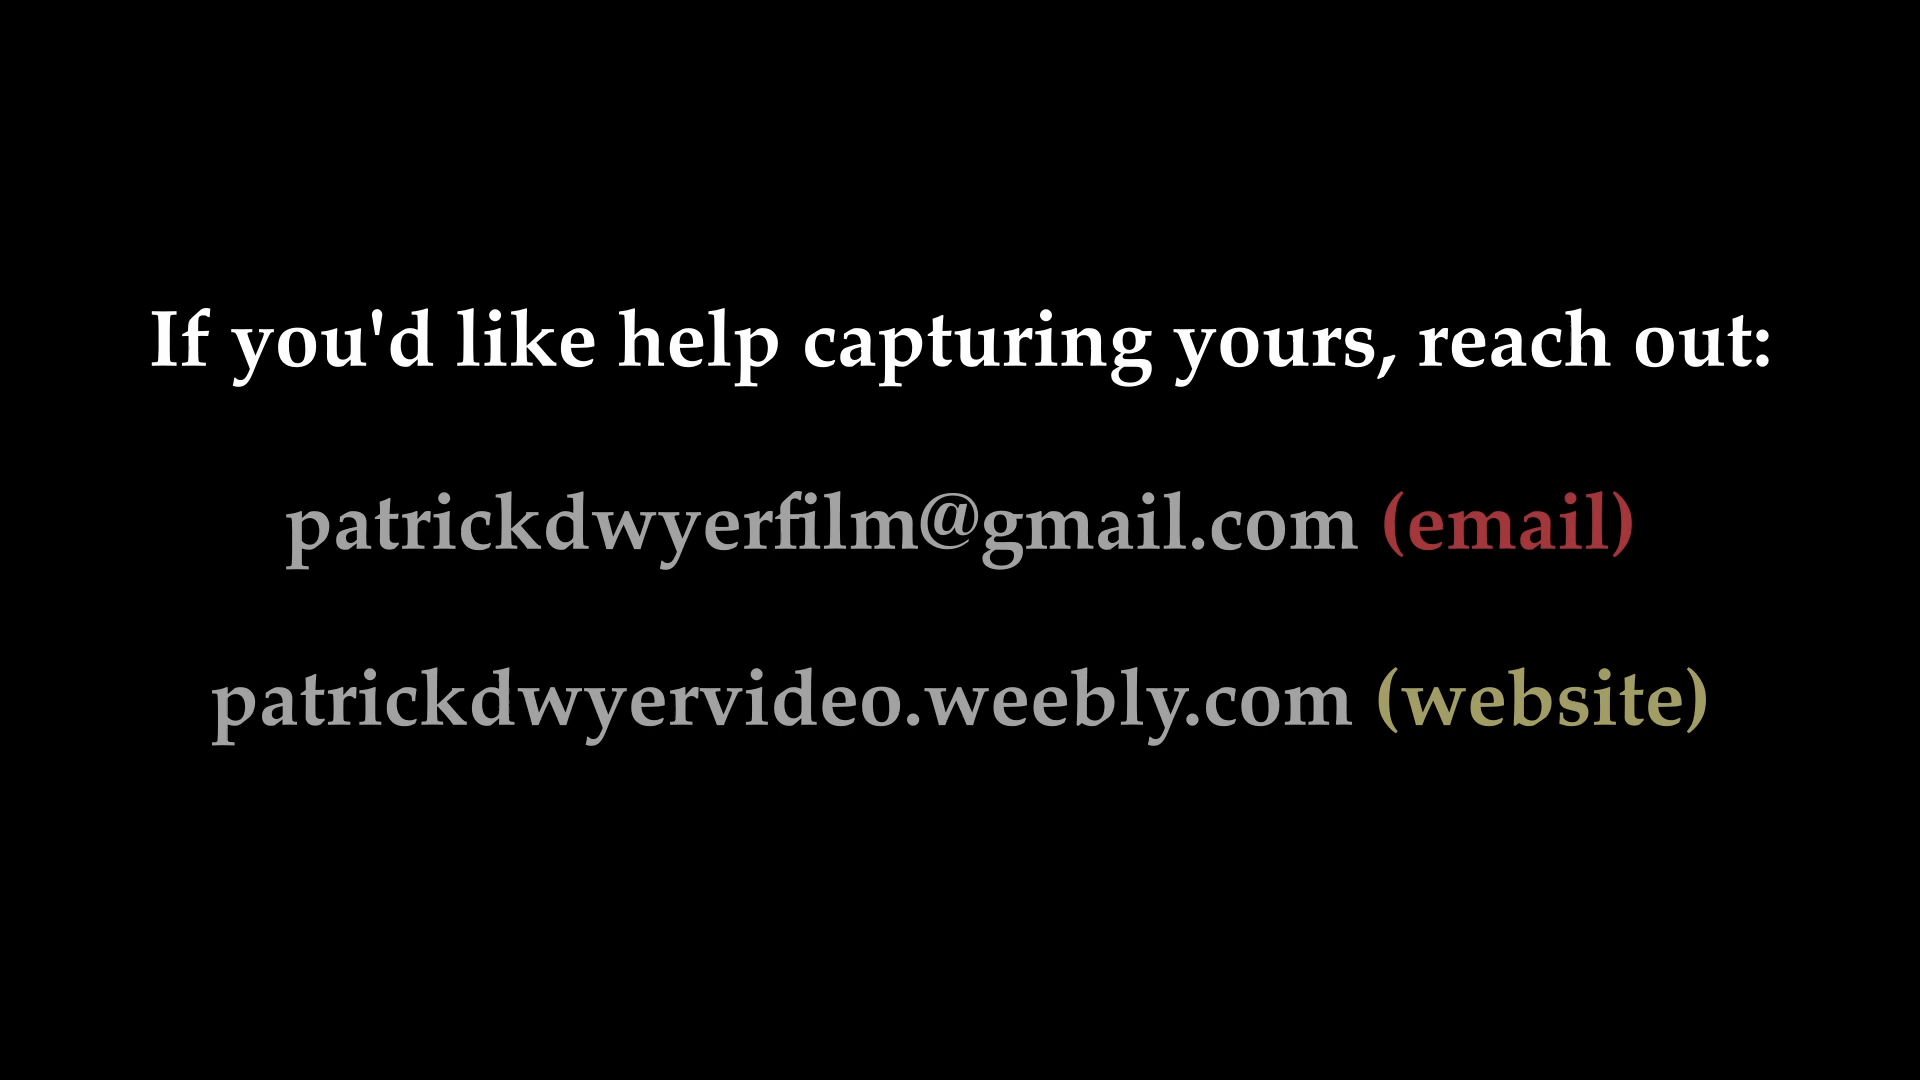 If you'd like help capturing yours, reach out:
patrickdwyerfilm@gmail.com (email)
patrickdwyervideo.weebly.com (website)